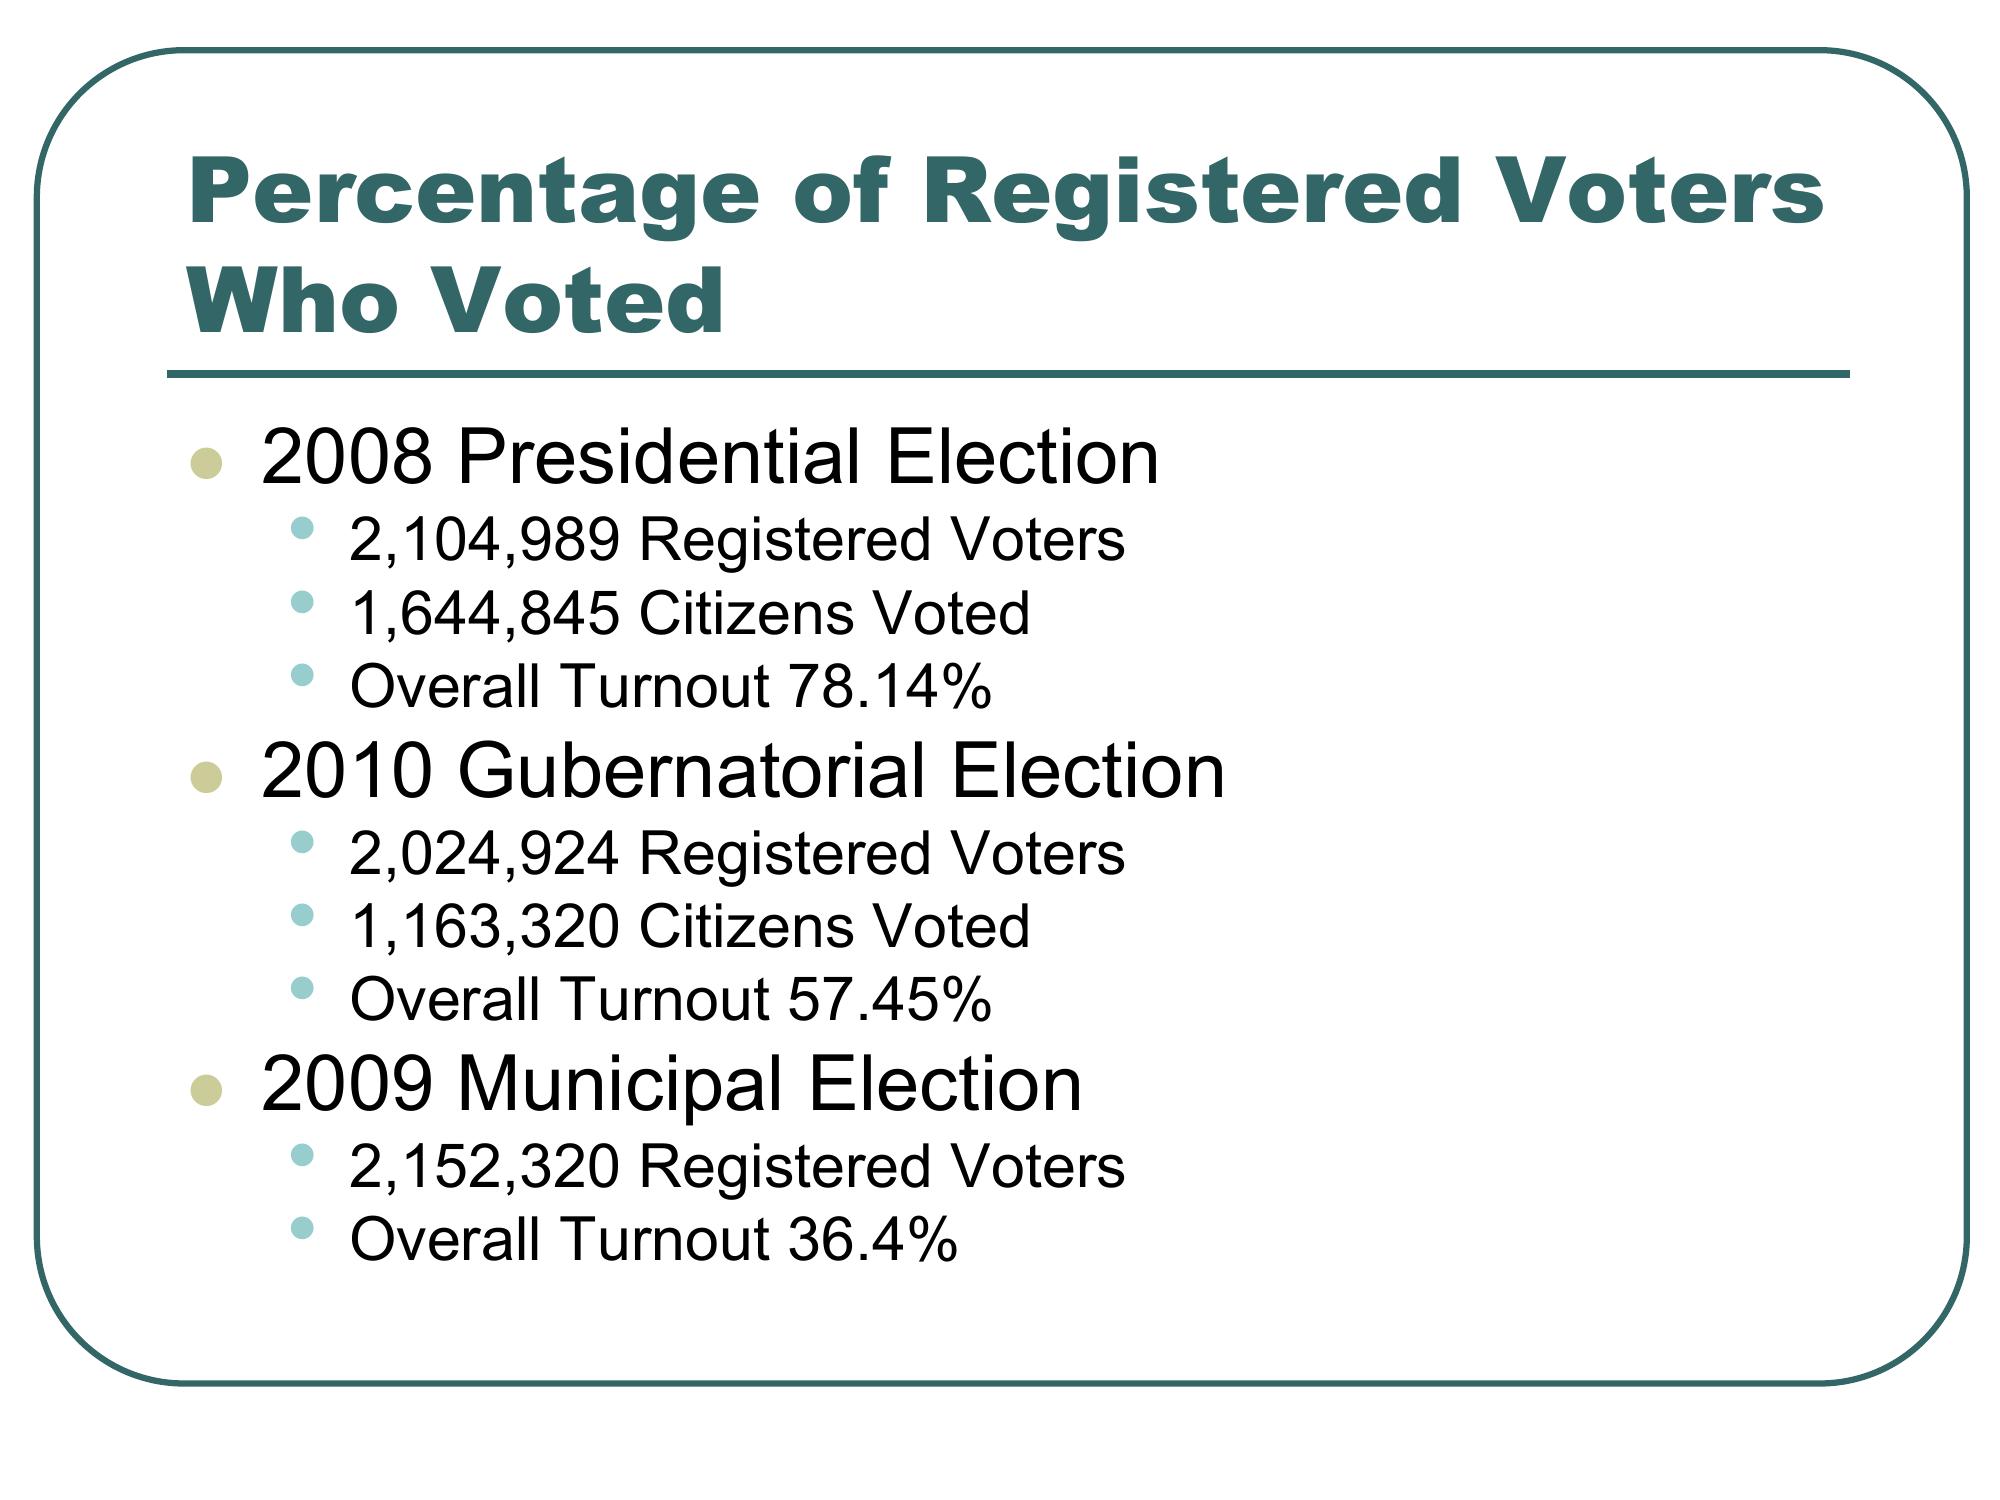 Percentage of Registered Voters
Who Voted
2008 Presidential Election
2,104,989 Registered Voters
1,644,845 Citizens Voted
Overall Turnout 78.14%
2010 Gubernatorial Election
2,024,924 Registered Voters
1,163,320 Citizens Voted
Overall Turnout 57.45%
2009 Municipal Election
2,152,320 Registered Voters
Overall Turnout 36.4%